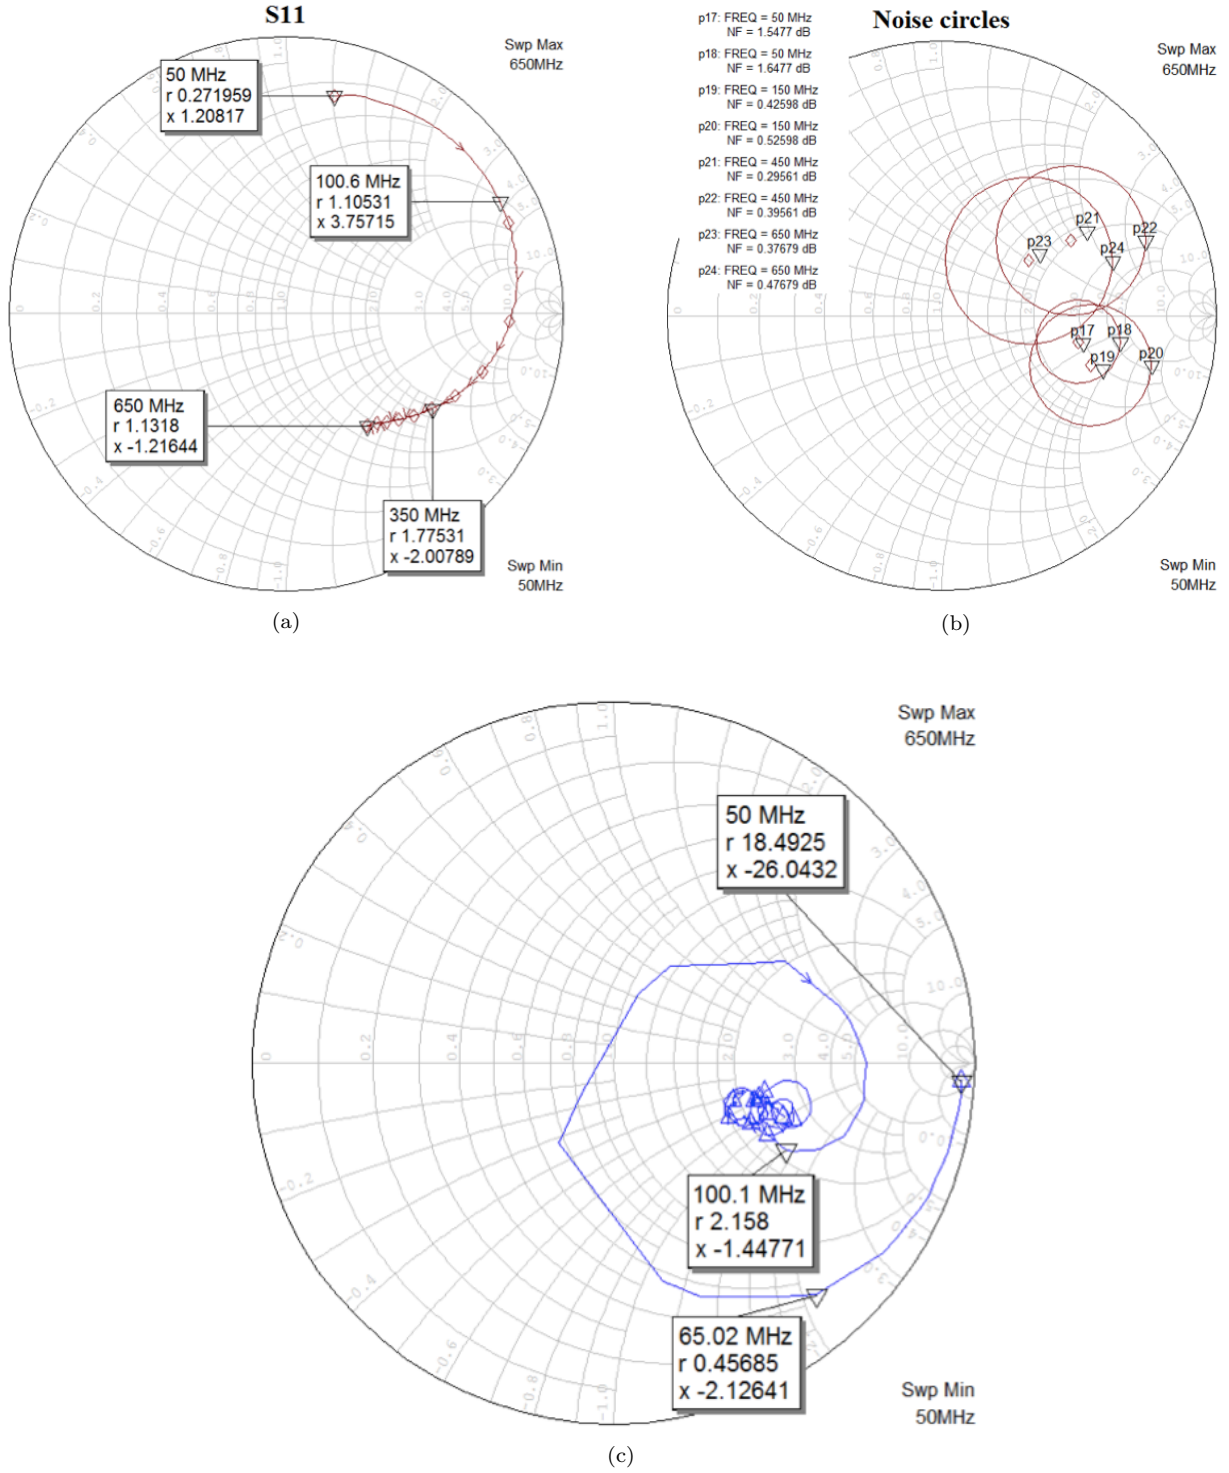 S11
Swp Max
650MHz
50 MHz
r 0.271959
x 1.20817
100.6 MHz
r 1.10531
x 3.75715
650 MHz
r 1.1318
x -1.21644
350 MHz
r 1.77531
x -2.00789
Swp Min
50MHz
(a)
p17: FREQ = 50 MHz
NF = 1.5477 dB
p18: FREQ = 50 MHz
NF = 1.6477 dB
p19: FREQ = 150 MHz
NF = 0.42598 dB
p20: FREQ = 150 MHz
NF = 0.52598 dB
p21: FREQ = 450 MHz
NF = 0.29561 dB
p22: FREQ = 450 MHz
NF = 0.39561 dB
p23: FREQ = 650 MHz
NF = 0.37679 dB
p24: FREQ = 650 MHz
NF = 0.47679 dB
Noise circles
Swp Max
650MHz
p21
p22
p23
p24
p17
p18
p19
p20
Swp Min
50MHz
(b)
Swp Max
650MHz
50 MHz
r 18.4925
x -26.0432
100.1 MHz
r 2.158
x -1.44771
65.02 MHz
r 0.45685
x -2.12641
Swp Min
50MHz
(c)